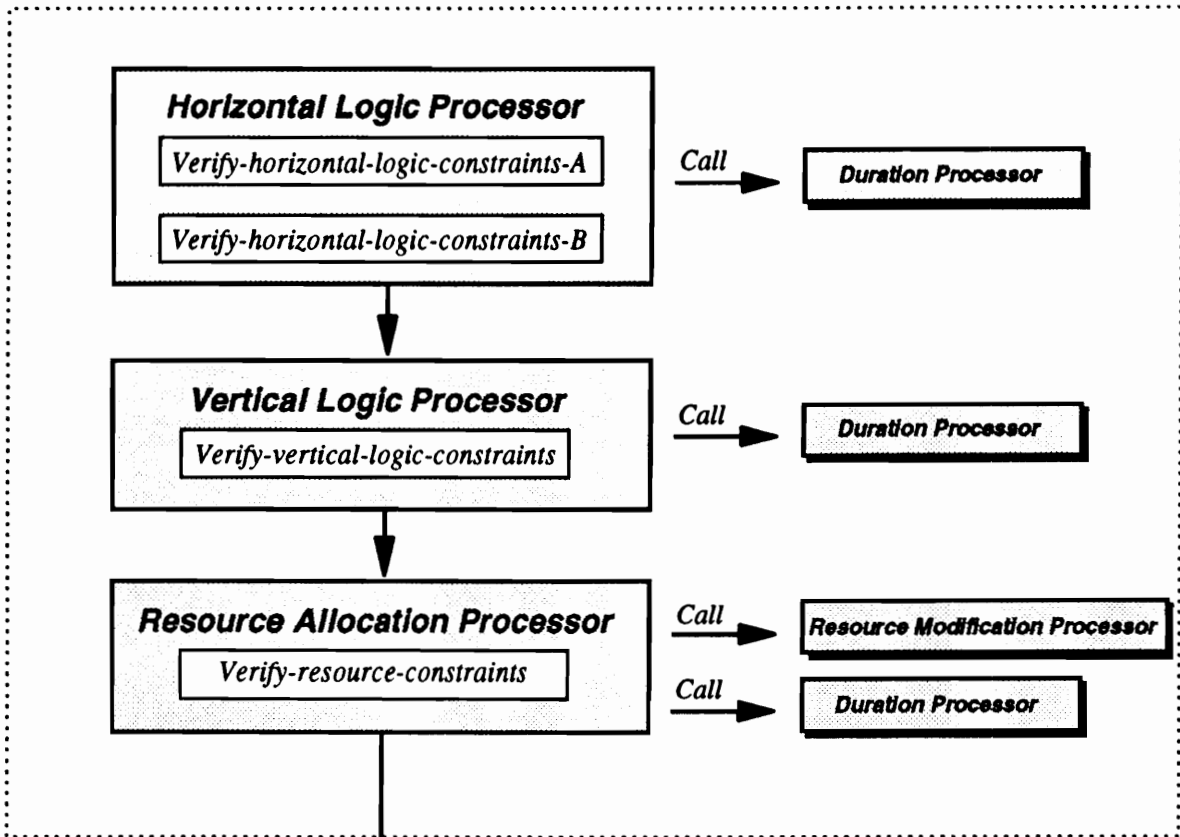 Horizontal Logic Processor
Verify-horizontal-logic-constraints-A
Call
Duration Processor
Verify-horizontal-logic-constraints-B
Vertical Logic Processor
Verify-vertical-logic-constraints
Call
Duration Processor
Resource Allocation Processor
Verify-resource-constraints
Call
Resource Modification Processor
Call
Duration Processor